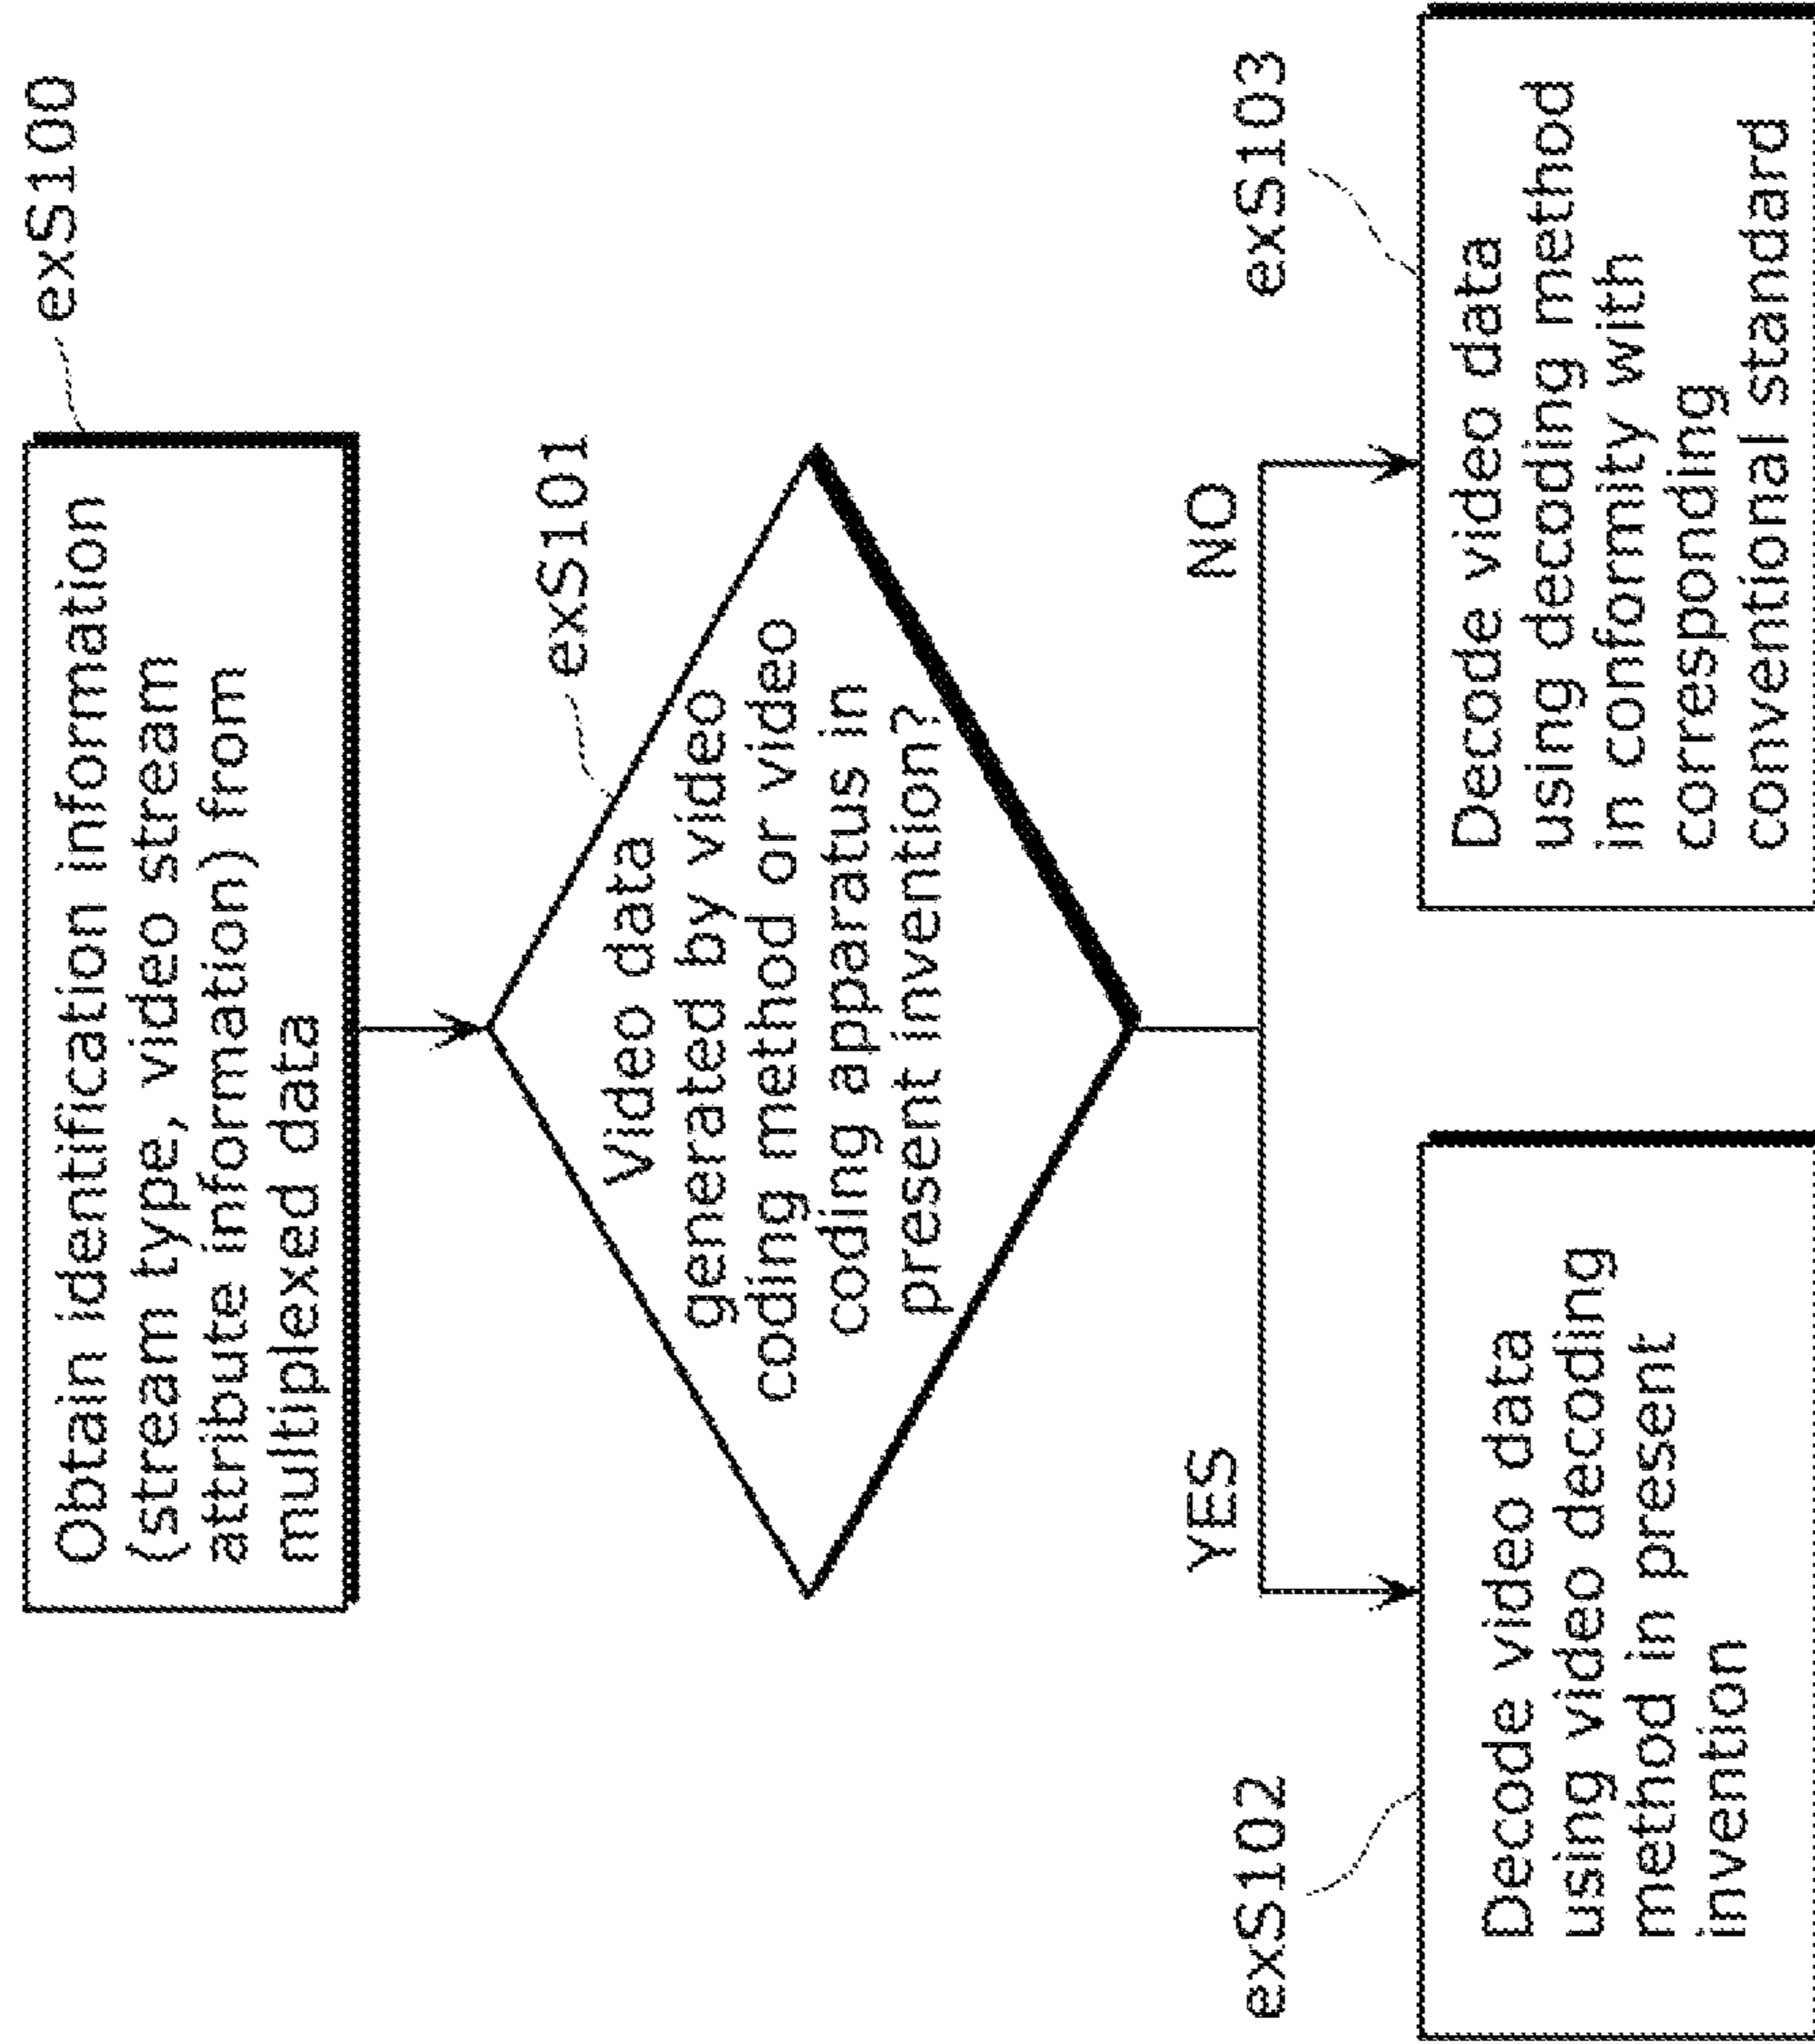 exS100
Obtain identification information
(stream type, video stream
attribute information) from
multiplexed data
exS101
Video data
generated by video
coding method or video
coding apparatus in
present invention?
YES
NO
exS102
Decode video data
using video decoding
method in present
invention
exS103
Decode video data
using decoding method
in conformity with
corresponding
conventional standard